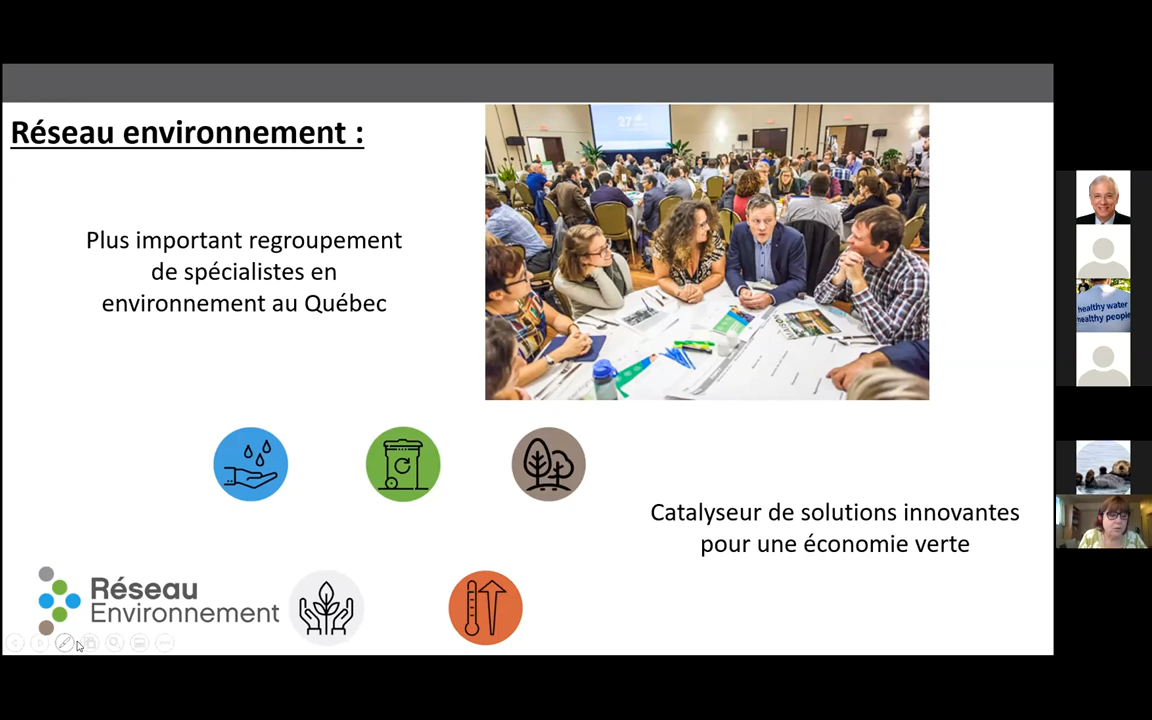 Réseau environnement :
27
Plus important regroupement
de spécialistes en
environnement au Québec
healthy water
healthy people
Catalyseur de solutions innovantes
pour une économie verte
Réseau
Environnement